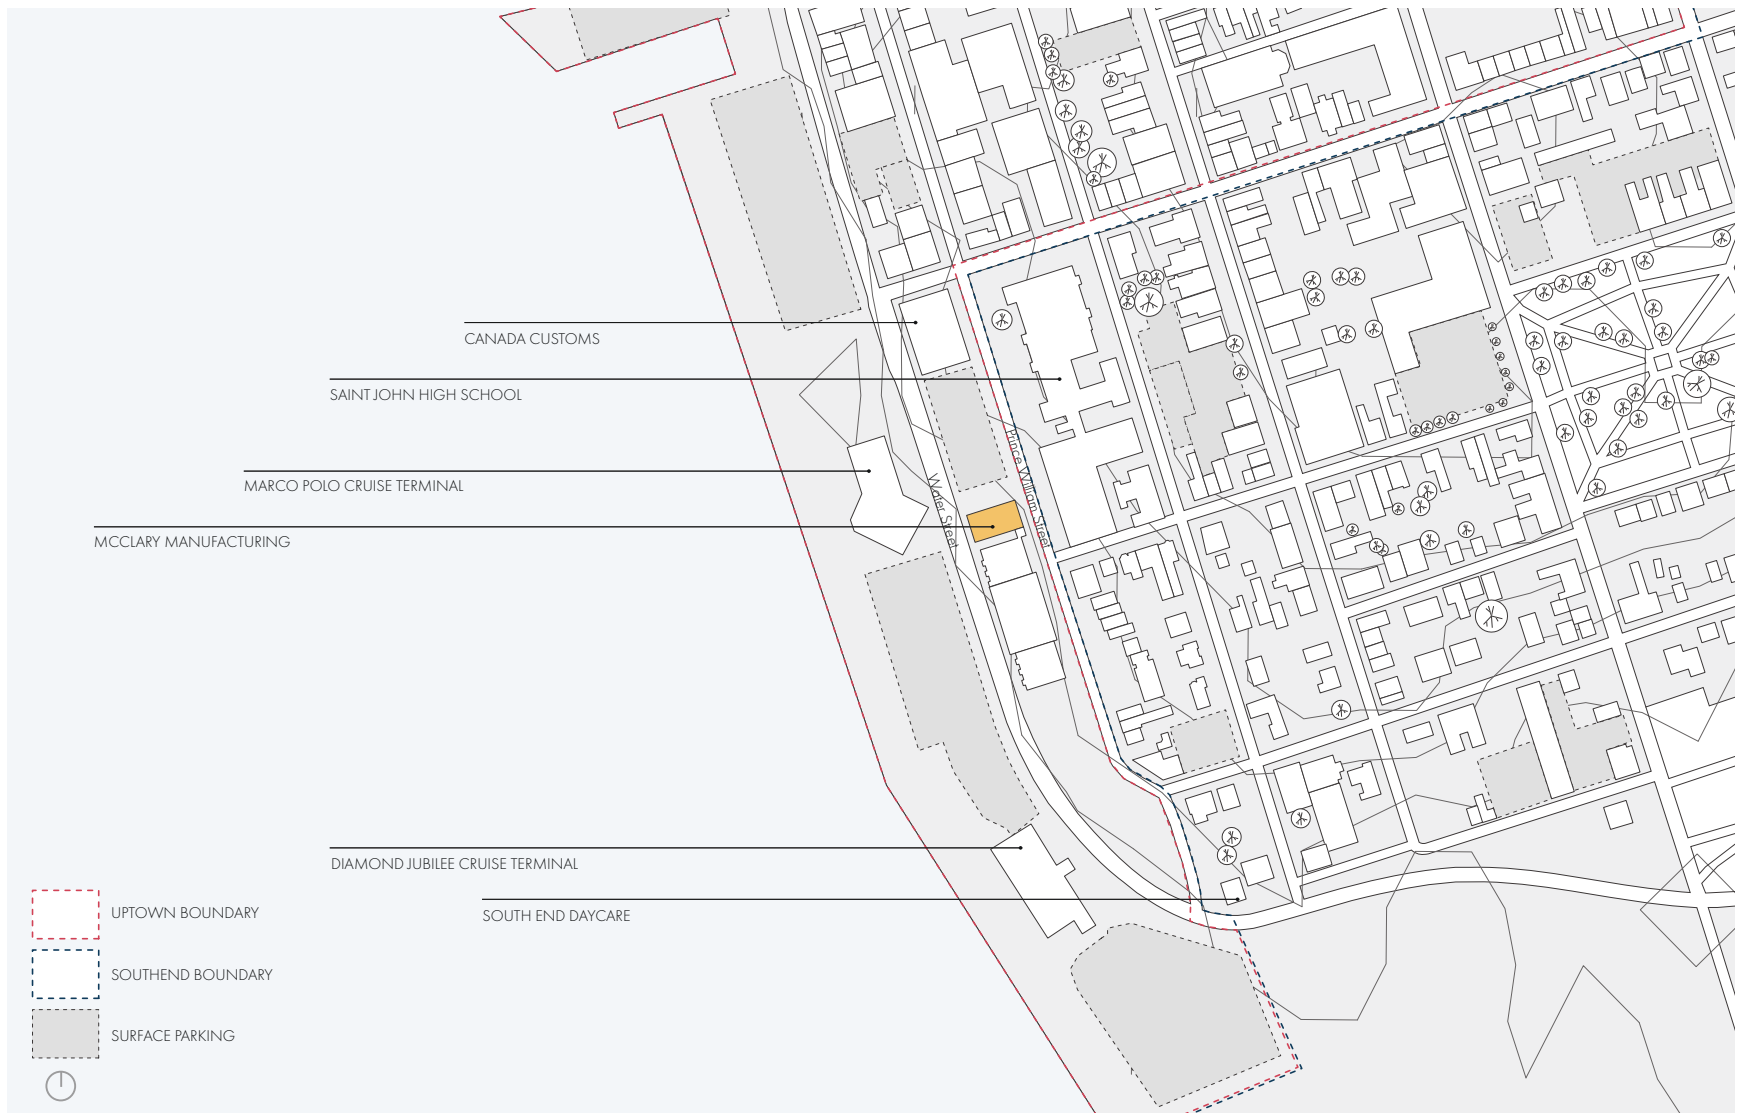 CANADA CUSTOMS
SAINT JOHN HIGH SCHOOL
Prince William Street
MARCO POLO CRUISE TERMINAL
Water Street
MCCLARY MANUFACTURING
DIAMOND JUBILEE CRUISE TERMINAL
SOUTH END DAYCARE
UPTOWN BOUNDARY
SOUTHEND BOUNDARY
SURFACE PARKING